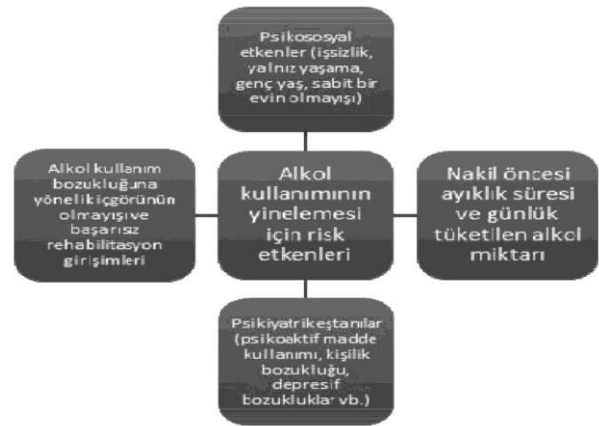 Psikososyal
etkenler (işsizlik,
yalnız yaşama,
genç yaş, sabit bir
evin olmayışı)
Alkol kullanım
bozukluğuna
yönelik içgörünün
olmayışı ve
başarısız
rehabilitasyon
girişimleri
Alkol
kullanımının
yinelemesi
için risk
etkenleri
Nakil öncesi
ayıklık süresi
ve günlük
tüketilen alkol
miktarı
Psikiyatrik eştanılar
(psikoaktif madde
kullanımı, kişilik
bozukluğu,
depresif
bozukluklar vb.)